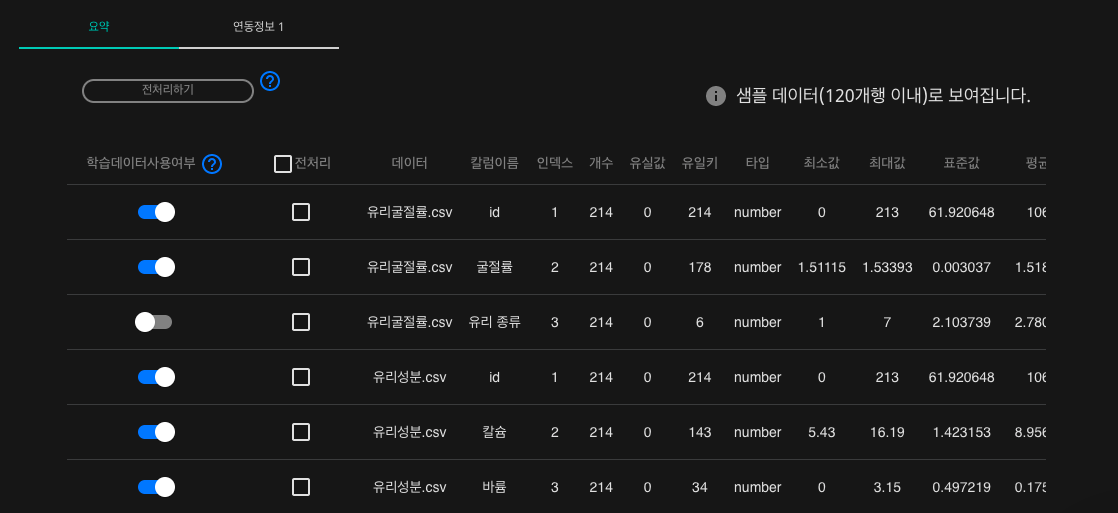 요약 연동정보 1
전처리하기 ?
샘플 데이터(120개행 이내)로 보여집니다.
학습데이터사용여부 ? 전처리 데이터 칼럼이름 인덱스 개수 유실값 유일키 타입 최소값 최대값 표준값 평균
유리굴절률.csv id 1 214 0 214 number 0 213 61.920648 106
유리굴절률.csv 굴절률 2 214 0 178 number 1.51115 1.53393 0.003037 1.518
유리굴절률.csv 유리 종류 3 214 0 6 number 1 7 2.103739 2.780
유리성분.csv id 1 214 0 214 number 0 213 61.920648 106
유리성분.csv 칼슘 2 214 0 143 number 5.43 16.19 1.423153 8.956
유리성분.csv 바륨 3 214 0 34 number 0 3.15 0.497219 0.175